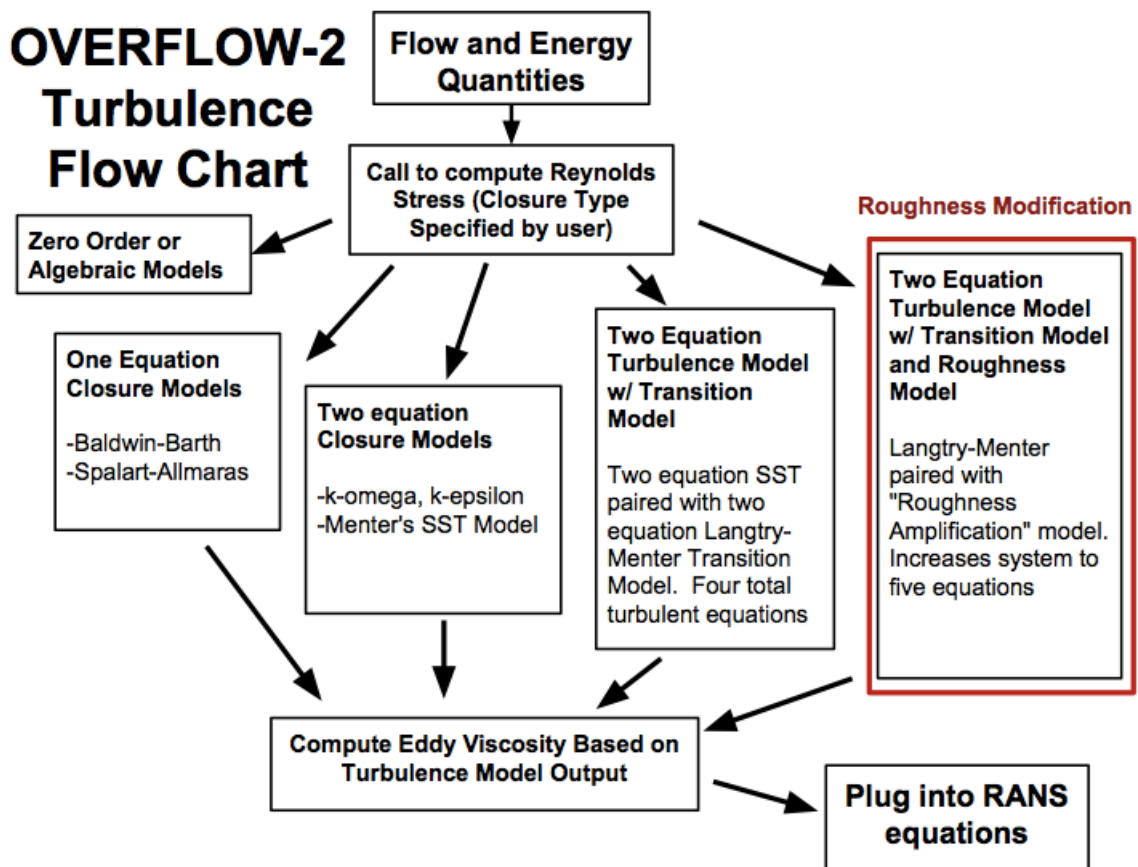 OVERFLOW-2
Turbulence
Flow Chart
Flow and Energy
Quantities
Call to compute Reynolds
Stress (Closure Type
Specified by user)
Zero Order or
Algebraic Models
One Equation
Closure Models
-Baldwin-Barth
-Spalart-Allmaras
Two equation
Closure Models
-k-omega, k-epsilon
-Menter's SST Model
Two Equation
Turbulence Model
w/ Transition
Model
Two equation SST
paired with two
equation Langtry-
Menter Transition
Model.  Four total
turbulent equations
Roughness Modification
Two Equation
Turbulence Model
w/ Transition Model
and Roughness
Model
Langtry-Menter
paired with
"Roughness
Amplification" model.
Increases system to
five equations
Compute Eddy Viscosity Based on
Turbulence Model Output
Plug into RANS
equations